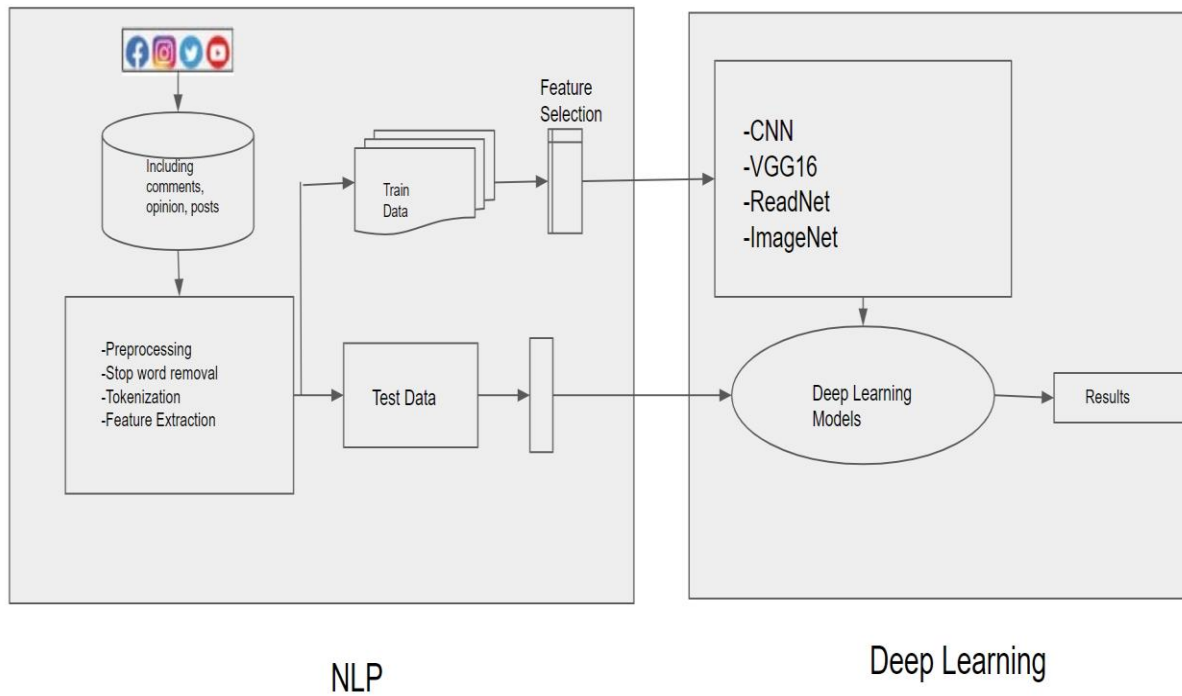 Including
comments,
opinion, posts
-Preprocessing
-Stop word removal
-Tokenization
-Feature Extraction
Train
Data
Test Data
Feature
Selection
-CNN
-VGG16
-ReadNet
-ImageNet
Deep Learning
Models
Results
NLP
Deep Learning